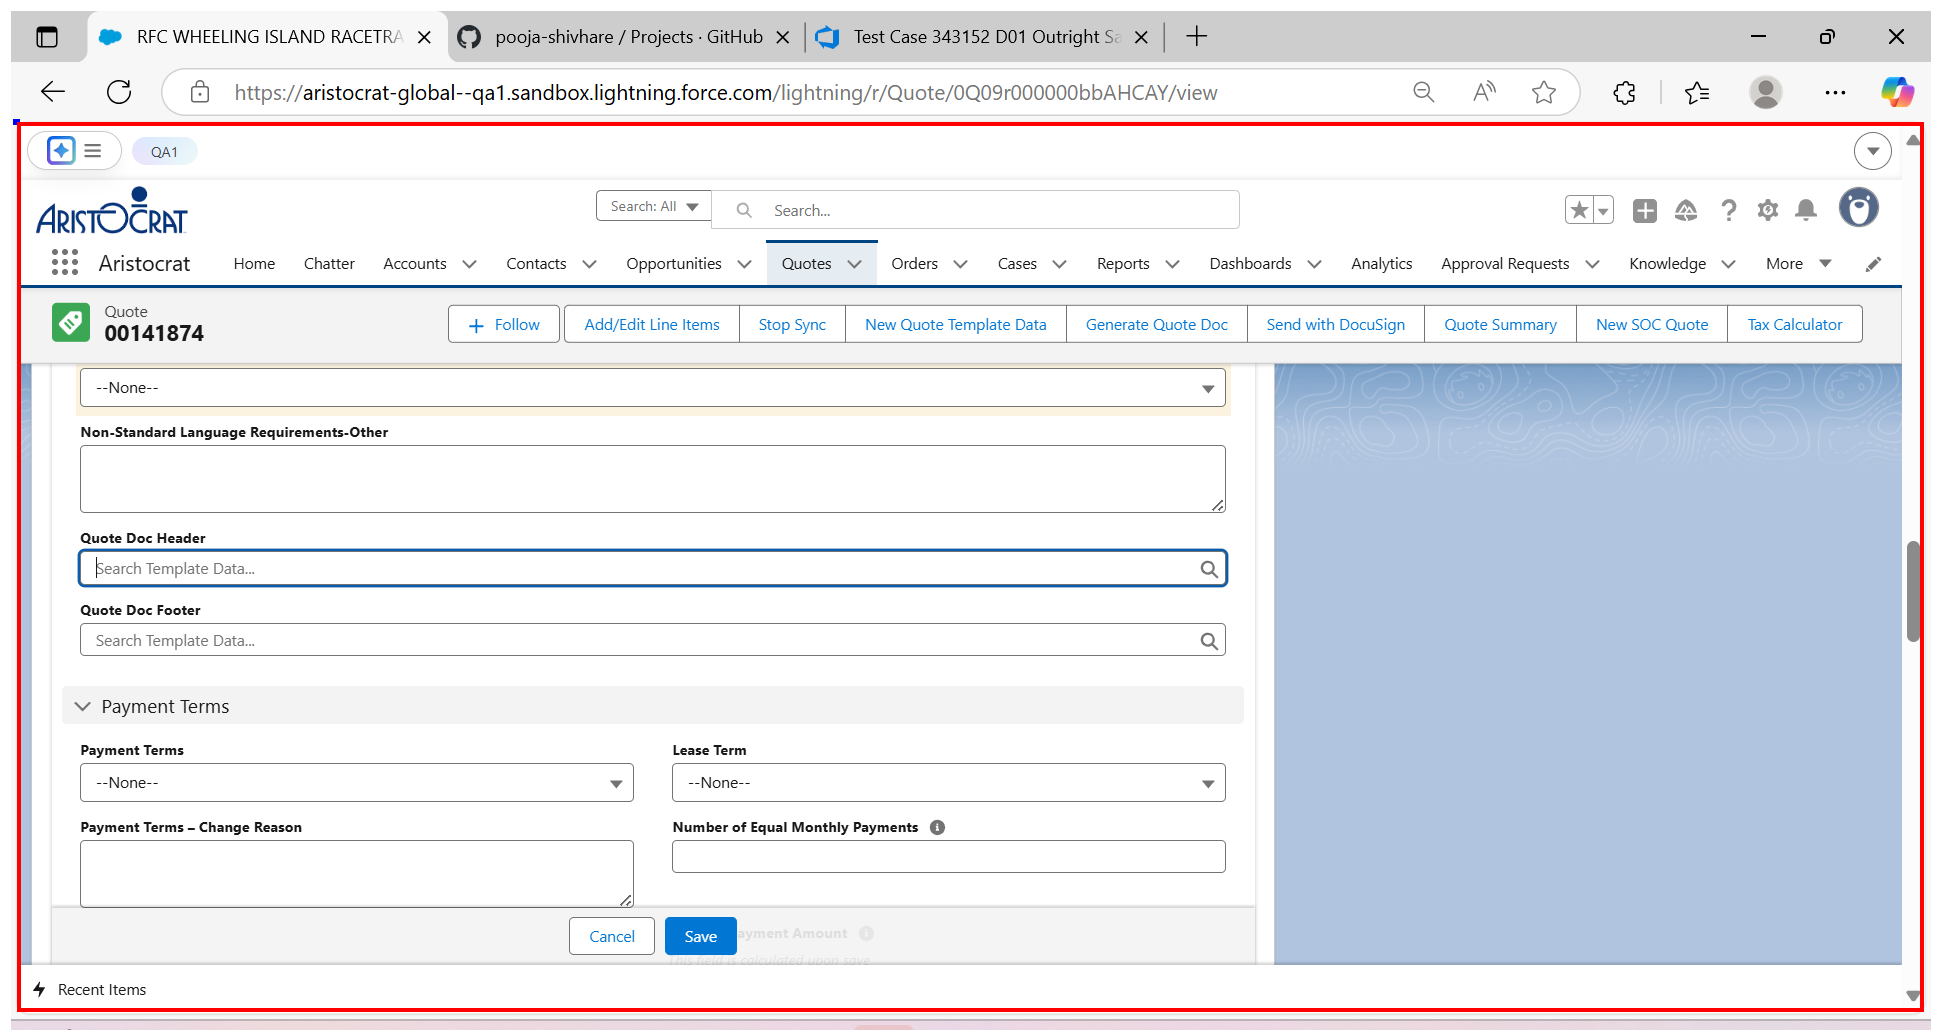 RFC WHEELING ISLAND RACETRA
pooja-shivhare / Projects · GitHub
Test Case 343152 D01 Outright Sa
https://aristocrat-global--qa1.sandbox.lightning.force.com/lightning/r/Quote/0Q09r000000bbAHCAY/view
QA1
ARISTOCRAT
Search: All
Search...
Aristocrat
Home
Chatter
Accounts
Contacts
Opportunities
Quotes
Orders
Cases
Reports
Dashboards
Analytics
Approval Requests
Knowledge
More
Quote
00141874
Follow
Add/Edit Line Items
Stop Sync
New Quote Template Data
Generate Quote Doc
Send with DocuSign
Quote Summary
New SOC Quote
Tax Calculator
--None--
Non-Standard Language Requirements-Other
Quote Doc Header
Search Template Data...
Quote Doc Footer
Search Template Data...
Payment Terms
Payment Terms
Lease Term
--None--
--None--
Payment Terms – Change Reason
Number of Equal Monthly Payments
Cancel
Save
ayment Amount
This field is calculated upon save
Recent Items